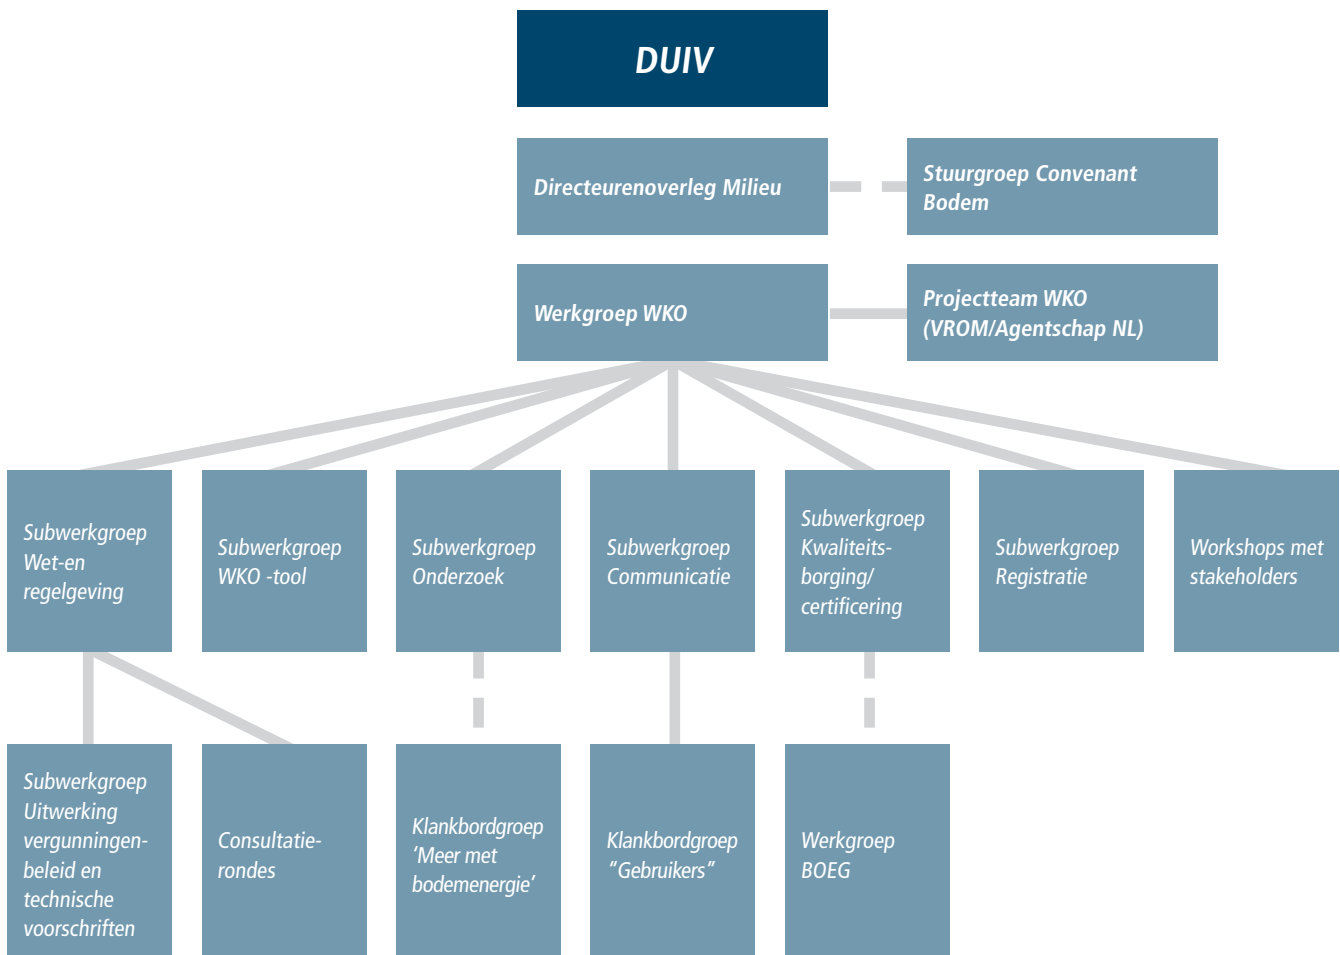 DUIV
Directeurenoverleg Milieu
Stuurgroep Convenant
Bodem
Werkgroep WKO
Projectteam WKO
(VROM/Agentschap NL)
Subwerkgroep
Wet-en
regelgeving
Subwerkgroep
WKO -tool
Subwerkgroep
Onderzoek
Subwerkgroep
Communicatie
Subwerkgroep
Kwaliteits-
borging/
certificering
Subwerkgroep
Registratie
Workshops met
stakeholders
Subwerkgroep
Uitwerking
vergunningen-
beleid en
technische
voorschriften
Consultatie-
rondes
Klankbordgroep
‘Meer met
bodemenergie’
Klankbordgroep
“Gebruikers”
Werkgroep
BOEG